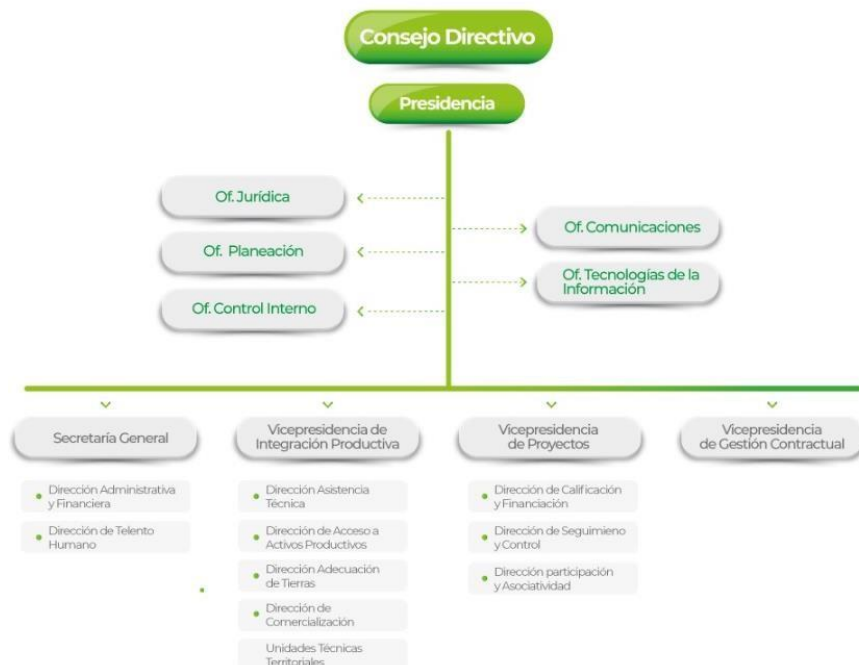 Consejo Directivo
Presidencia
Of. Jurídica
Of. Comunicaciones
Of. Planeación
Of. Tecnologías de la
Información
Of. Control Interno
Secretaría General
Dirección Administrativa
y Financiera
Dirección de Telento
Humano
Vicepresidencia de
Integración Productiva
Dirección Asistencia
Técnica
Dirección de Acceso a
Activos Productivos
Dirección Adecuación
de Tierras
Dirección de
Comercialización
Unidades Técnicas
Territoriales
Vicepresidencia
de Proyectos
Dirección de Calificación
y Financiación
Dirección de Seguimieno
y Control
Dirección participación
y Asociatividad
Vicepresidencia
de Gestión Contractual